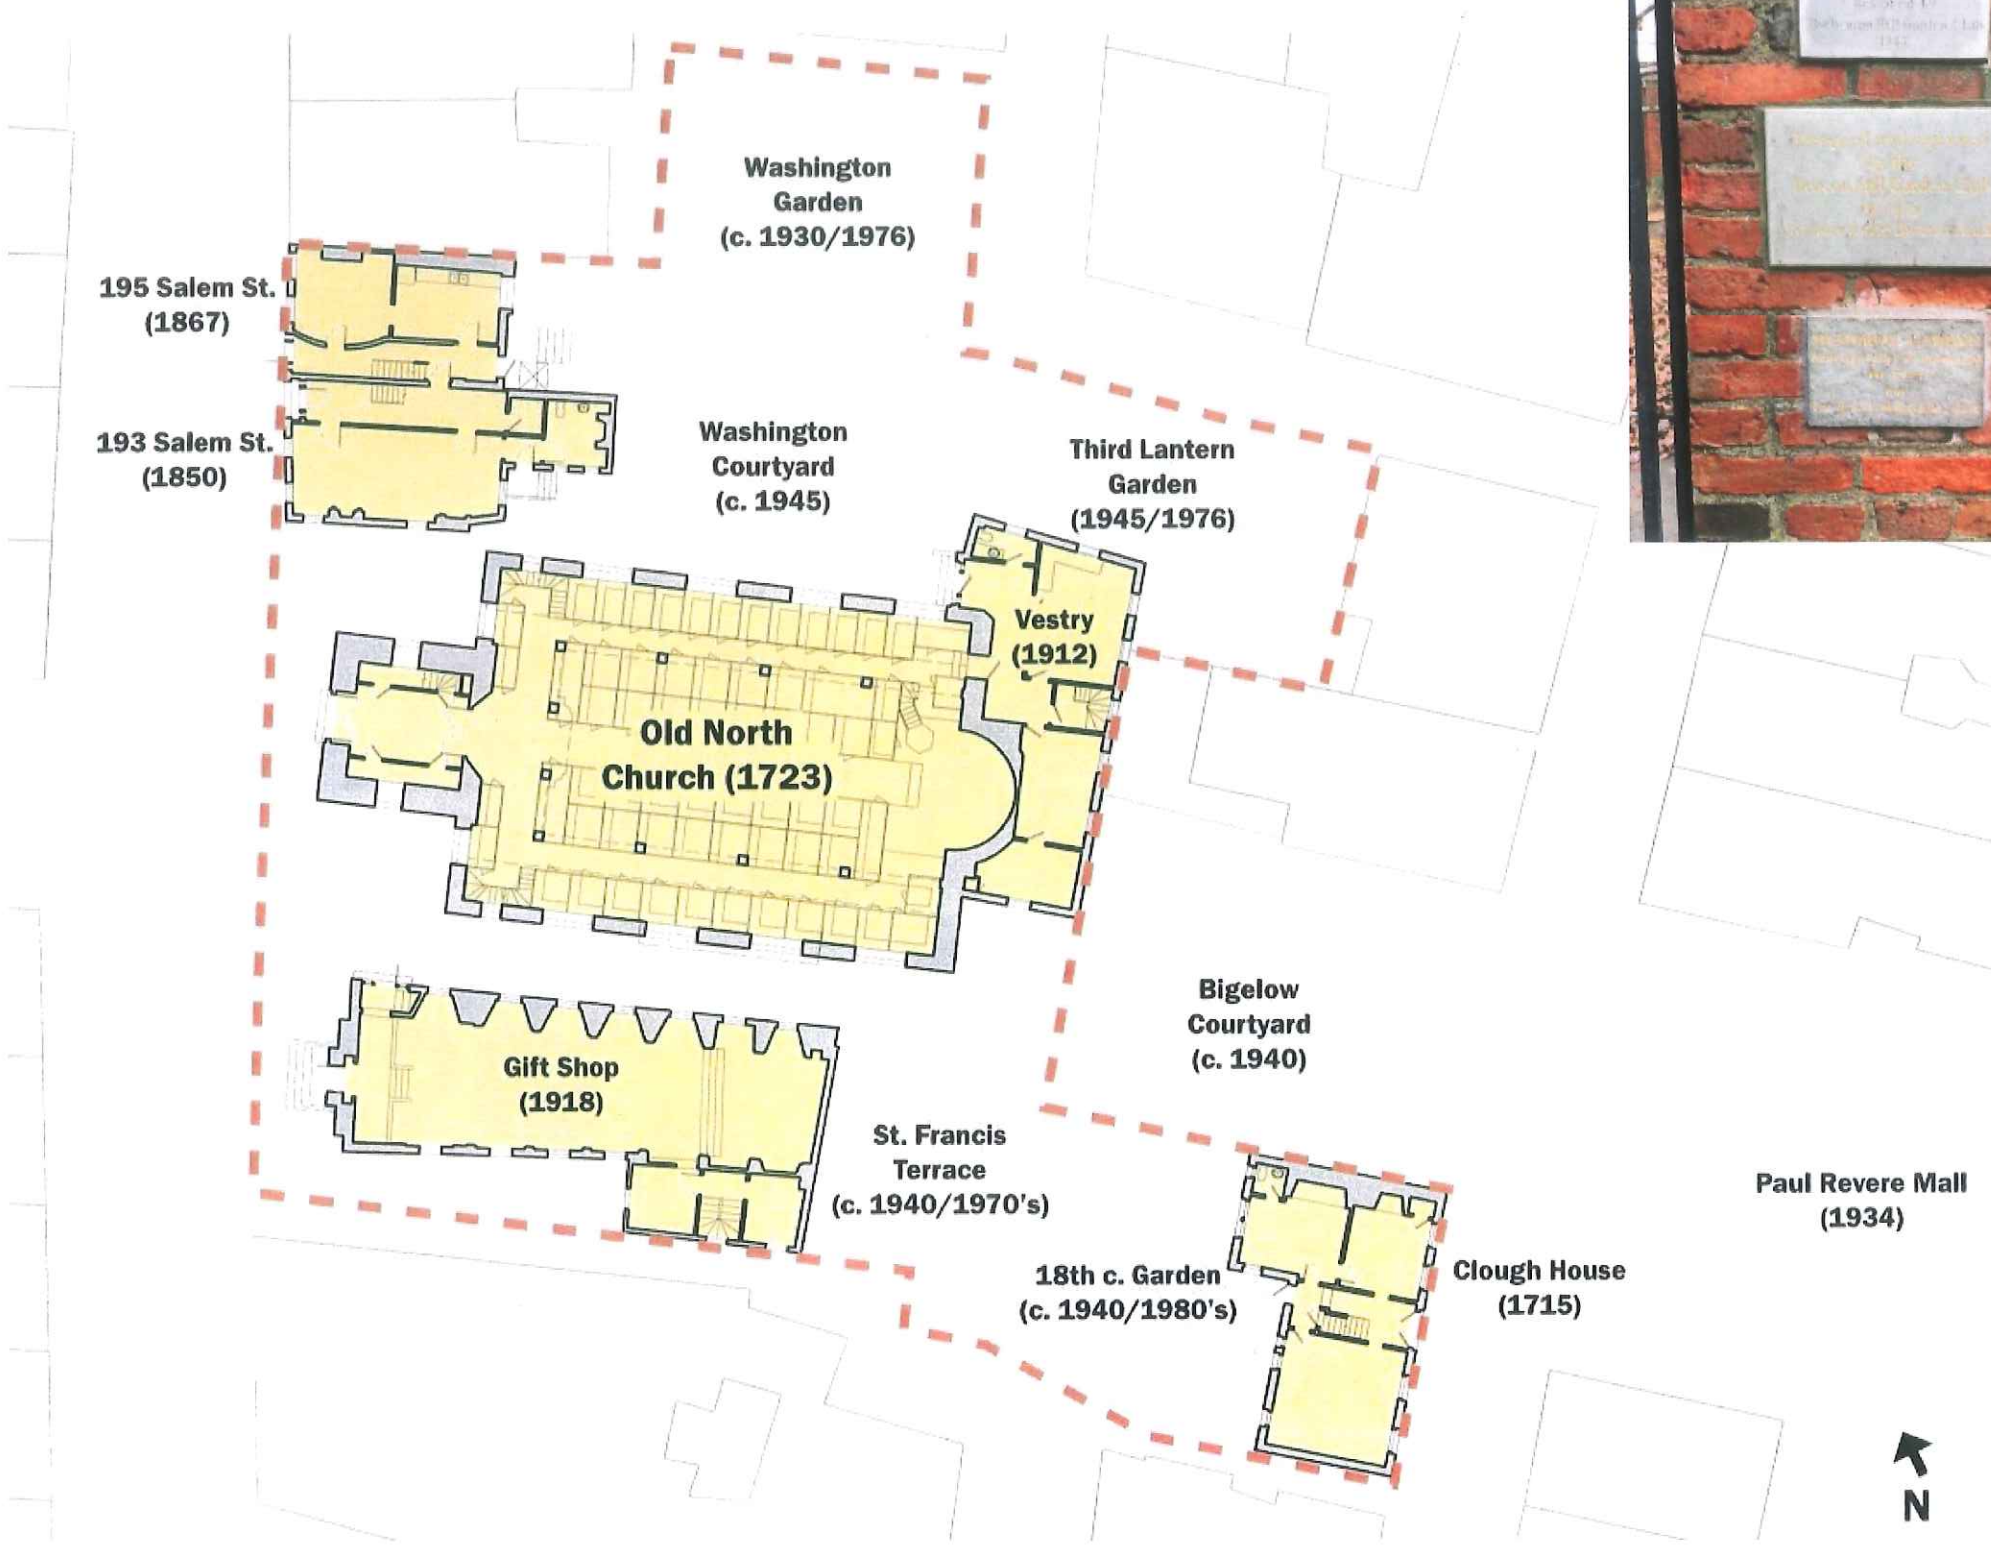 Washington
Garden
(c. 1930/1976)
195 Salem St.
(1867)
193 Salem St.
(1850)
Washington
Courtyard
(c. 1945)
Third Lantern
Garden
(1945/1976)
Vestry
(1912)
Old North
Church (1723)
Bigelow
Courtyard
(c. 1940)
Gift Shop
(1918)
St. Francis
Terrace
(c. 1940/1970's)
Paul Revere Mall
(1934)
18th c. Garden
(c. 1940/1980's)
Clough House
(1715)
N